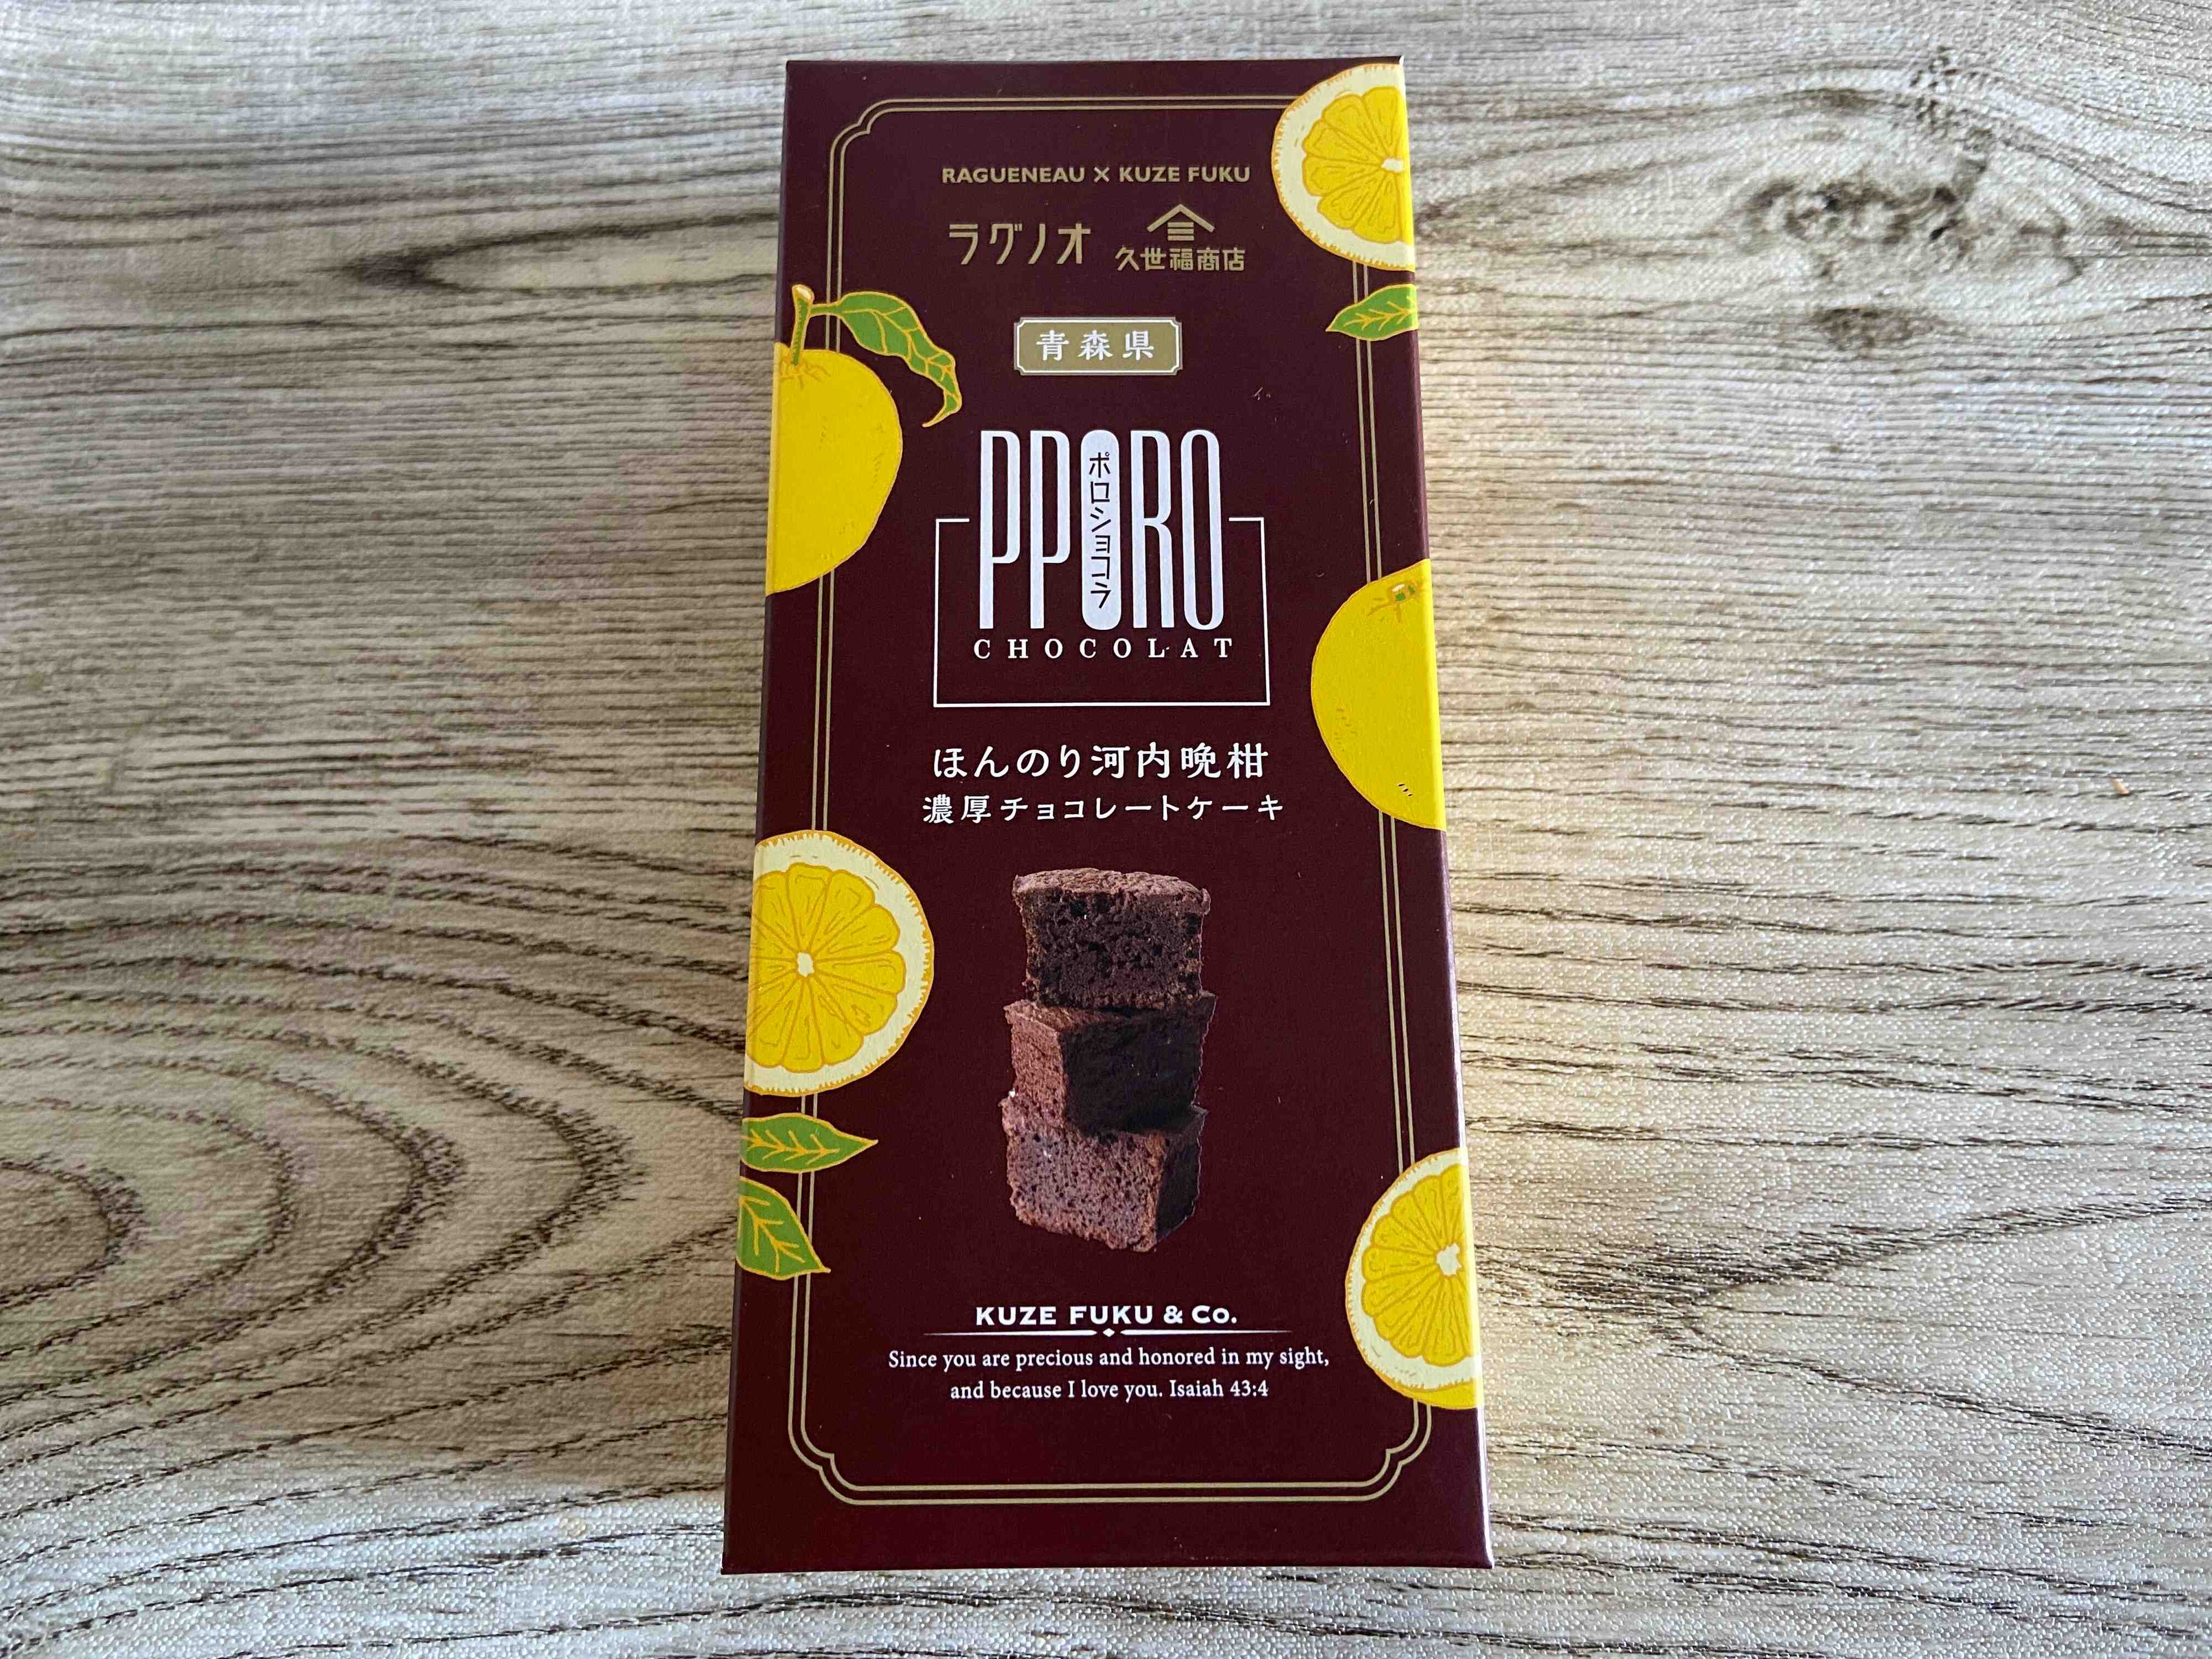 RAGUENEAU × KUZE FUKU
ラグノオ 久世福商店
青森県
PPORO
ポロショコラ
CHOCOLAT
ほんのり河内晩柑
濃厚チョコレートケーキ
KUZE FUKU & Co.
Since you are precious and honored in my sight,
and because I love you. Isaiah 43:4